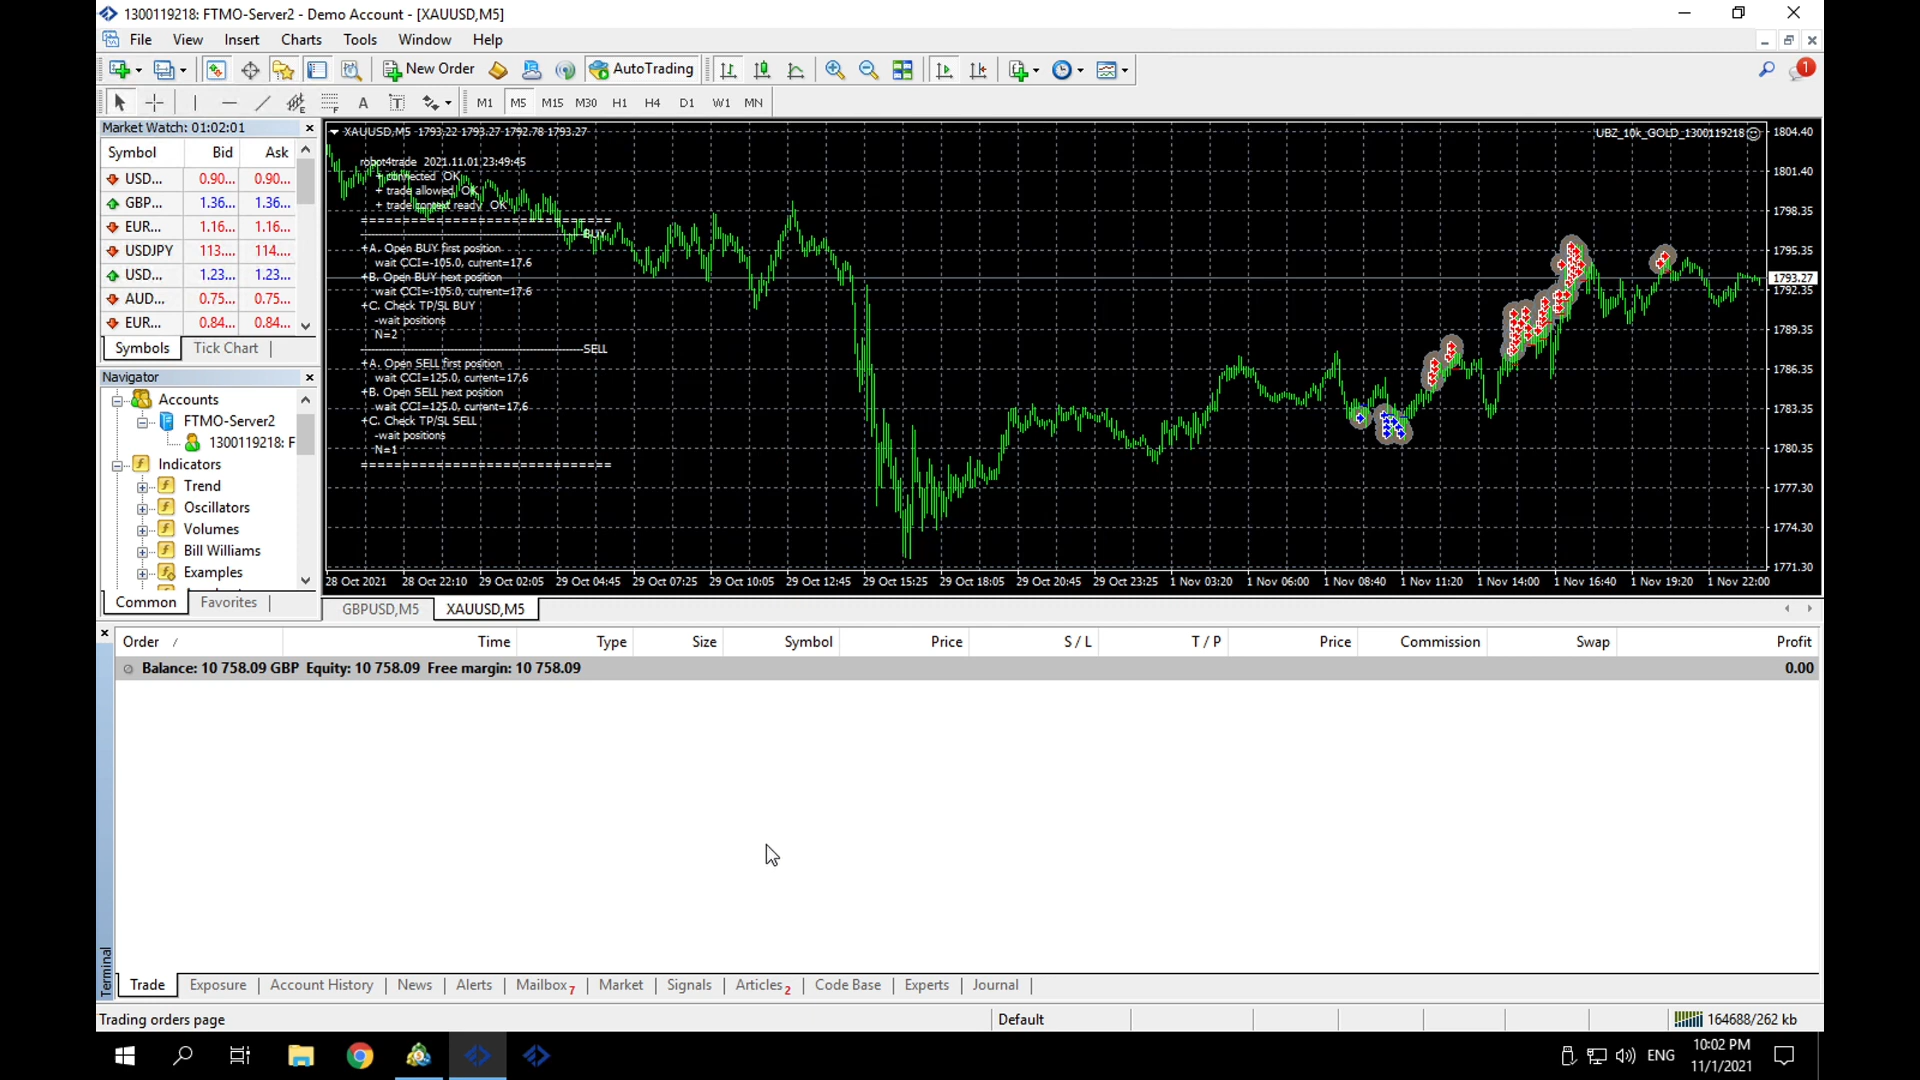 1300119218: FTMO-Server2 - Demo Account - [XAUUSD,M5]
File View Insert Charts Tools Window Help
New Order AutoTrading 1
A T M1 M5 M15 M30 H1 H4 D1 W1 MN
Market Watch: 01:02:01
Symbol Bid Ask
USD... 0.90... 0.90...
GBP... 1.36... 1.36...
EUR... 1.16... 1.16...
USDJPY 113.... 114....
USD... 1.23... 1.23...
AUD... 0.75... 0.75...
EUR... 0.84... 0.84...
Symbols Tick Chart
Navigator
Accounts
FTMO-Server2
1300119218: F
Indicators
Trend
Oscillators
Volumes
Bill Williams
Examples
Common Favorites
XAUUSD,M5 1793.22 1793.27 1792.78 1793.27
UBZ_10k_GOLD_1300119218
robot4trade 2021.11.01 23:49:45
+ connected OK
+ trade allowed OK
+ trade context ready OK
==============================
BUY
+A. Open BUY first position
wait CCI=-105.0, current=17.6
+B. Open BUY next position
wait CCI=-105.0, current=17.6
+C. Check TP/SL BUY
-wait positions
N=2
SELL
+A. Open SELL first position
wait CCI=125.0, current=17.6
+B. Open SELL next position
wait CCI=125.0, current=17.6
+C. Check TP/SL SELL
-wait positions
N=1
==============================
1804.40
1801.40
1798.35
1795.35
1793.27
1792.35
1789.35
1786.35
1783.35
1780.35
1777.30
1774.30
1771.30
28 Oct 2021 28 Oct 22:10 29 Oct 02:05 29 Oct 04:45 29 Oct 07:25 29 Oct 10:05 29 Oct 12:45 29 Oct 15:25 29 Oct 18:05 29 Oct 20:45 29 Oct 23:25 1 Nov 03:20 1 Nov 06:00 1 Nov 08:40 1 Nov 11:20 1 Nov 14:00 1 Nov 16:40 1 Nov 19:20 1 Nov 22:00
GBPUSD,M5 XAUUSD,M5
Order / Time Type Size Symbol Price S / L T / P Price Commission Swap Profit
Balance: 10 758.09 GBP Equity: 10 758.09 Free margin: 10 758.09 0.00
Terminal
Trade Exposure Account History News Alerts Mailbox 7 Market Signals Articles 2 Code Base Experts Journal
Trading orders page Default 164688/262 kb
ENG
10:02 PM
11/1/2021